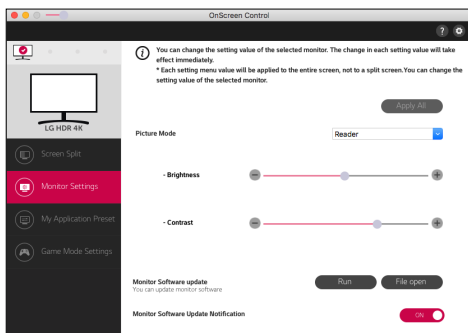 OnScreen Control
?
i
You can change the setting value of the selected monitor. The change in each setting value will take
effect immediately.
* Each setting menu value will be applied to the entire screen, not to a split screen.You can change the
setting value of the selected monitor.
Apply All
LG HDR 4K
Picture Mode
Reader
Screen Split
- Brightness
Monitor Settings
My Application Preset
- Contrast
Game Mode Settings
Monitor Software update
You can update monitor software
Run
File open
Monitor Software Update Notification
ON